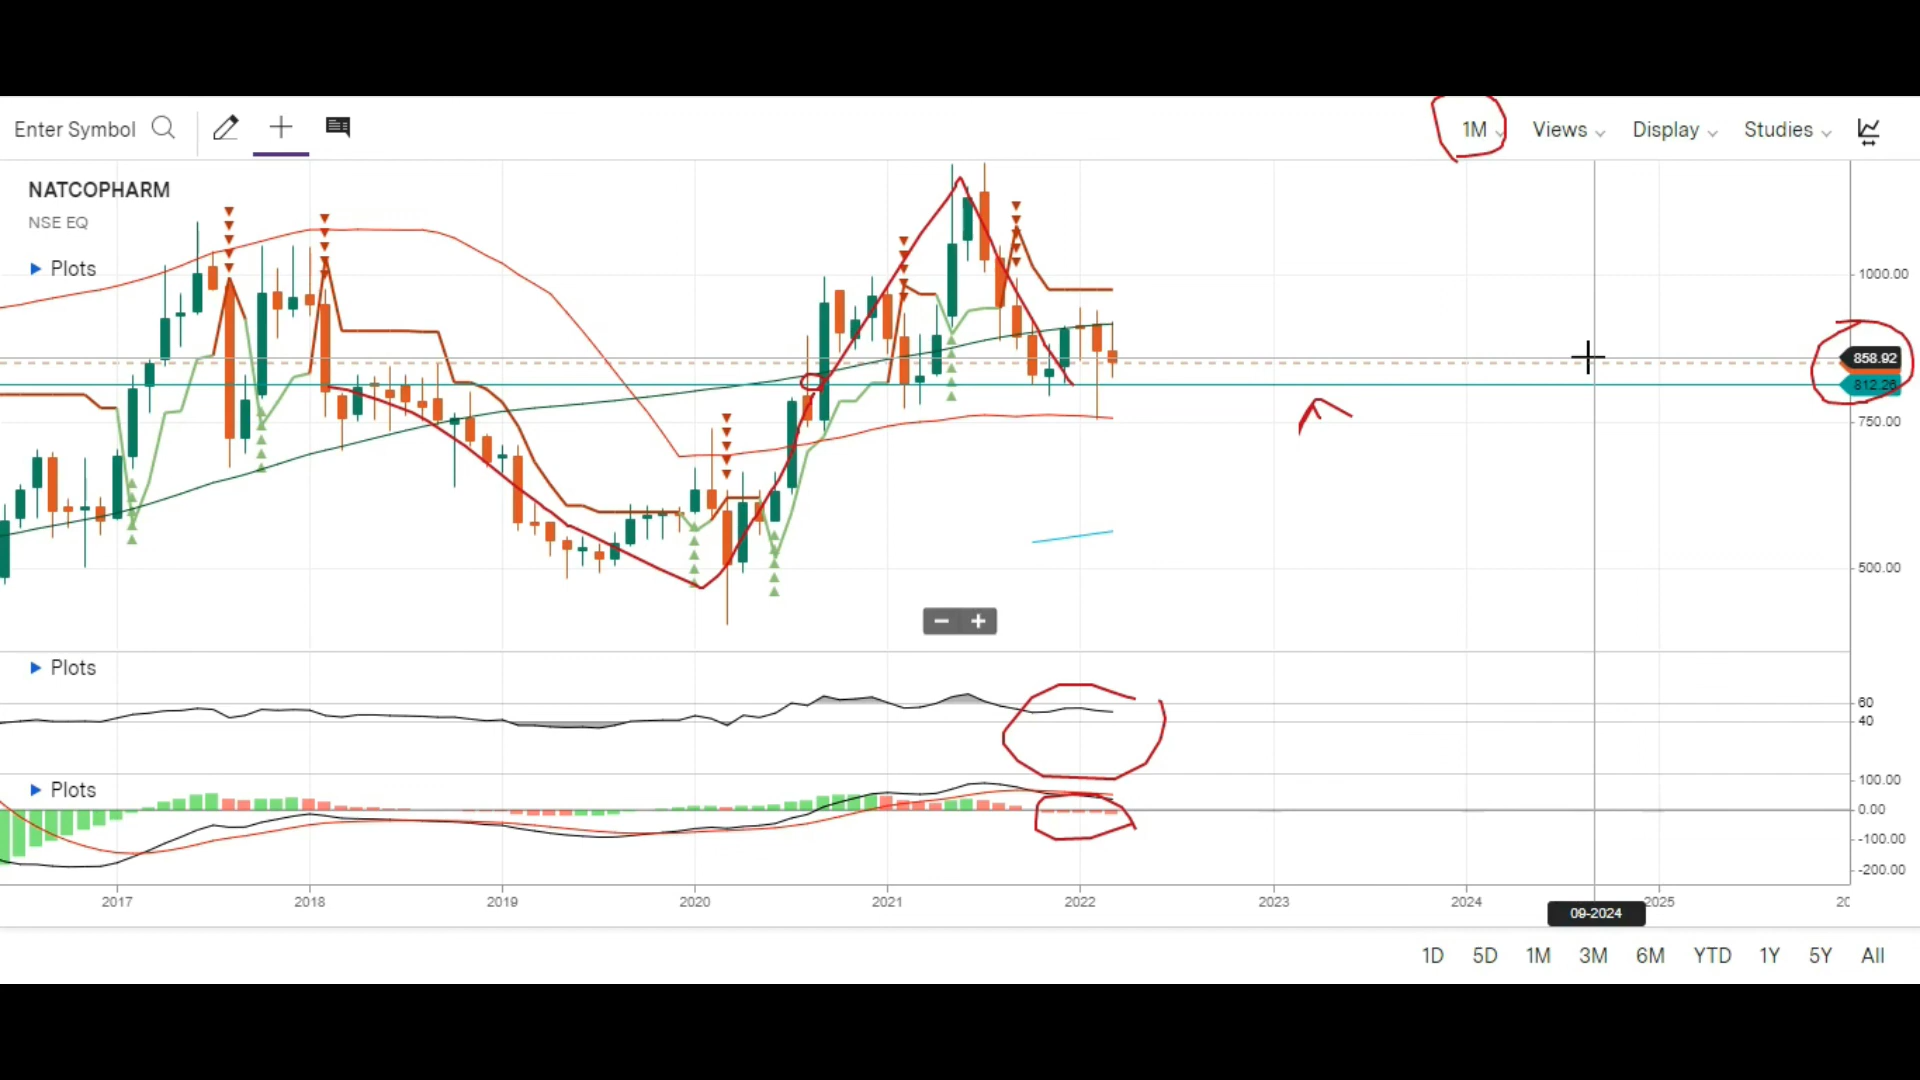 Enter Symbol
1M
Views
Display
Studies
NATCOPHARM
NSE EQ
Plots
1000.00
858.92
812.26
750.00
500.00
Plots
60
40
Plots
100.00
0.00
-100.00
-200.00
2017 2018 2019 2020 2021 2022 2023 2024 2025
09-2024
1D 5D 1M 3M 6M YTD 1Y 5Y All